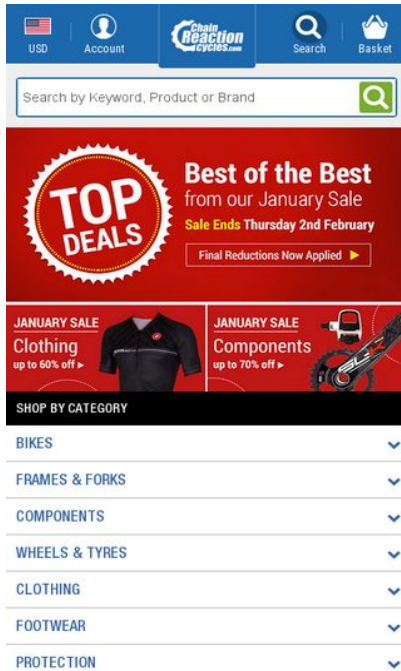 USD
Account
Chain
Reaction
cycles.com
Search
Basket
Search by Keyword, Product or Brand
TOP
DEALS
Best of the Best
from our January Sale
Sale Ends Thursday 2nd February
Final Reductions Now Applied
JANUARY SALE
Clothing
up to 60% off
JANUARY SALE
Components
up to 70% off
SLX
SHOP BY CATEGORY
BIKES
FRAMES & FORKS
COMPONENTS
WHEELS & TYRES
CLOTHING
FOOTWEAR
PROTECTION